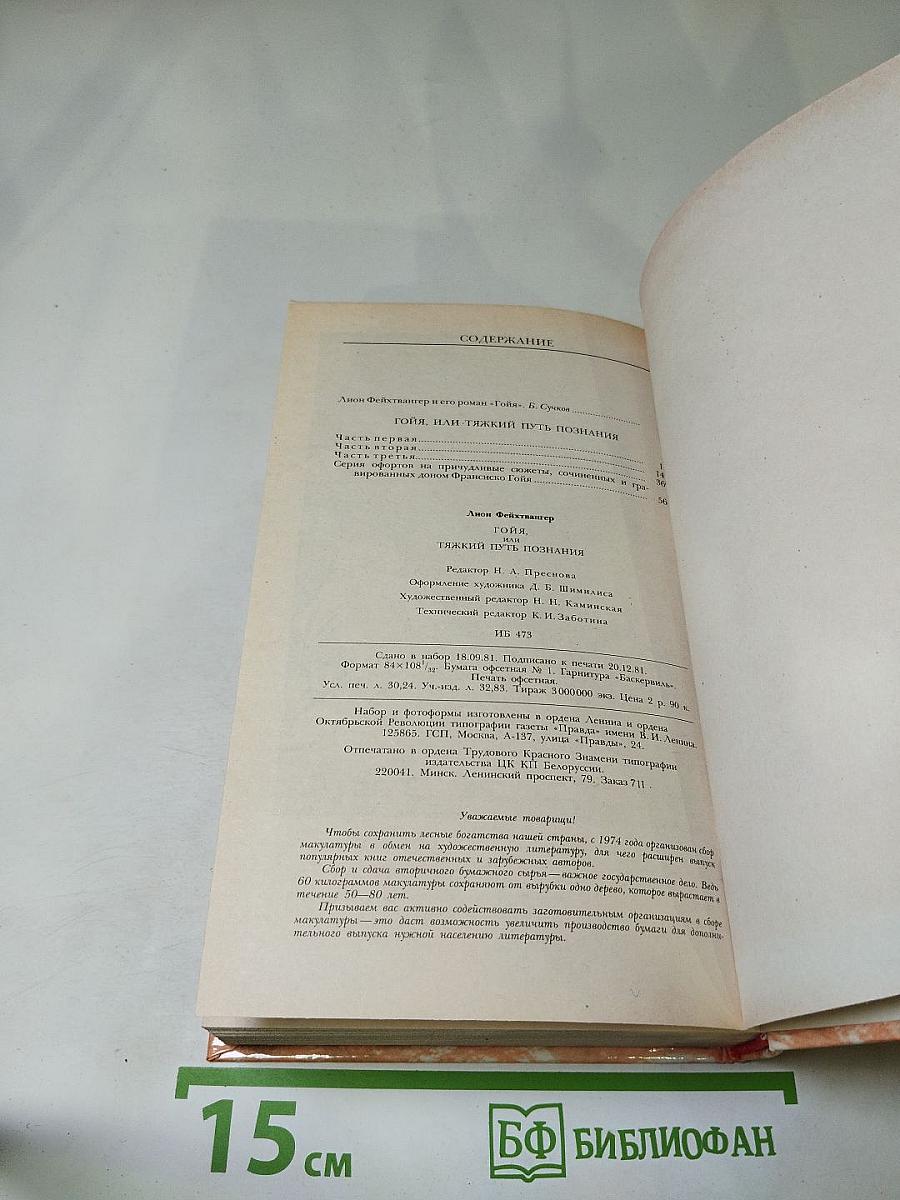 СОДЕРЖАНИЕ
Лион Фейхтвангер и его роман «Гойя». Б. Сучков
ГОЙЯ, ИЛИ ТЯЖКИЙ ПУТЬ ПОЗНАНИЯ
Часть первая
Часть вторая
Часть третья
Серия офортов на причудливые сюжеты, сочиненных и гра-
вированных доном Франсиско Гойя
Лион Фейхтвангер
ГОЙЯ,
ИЛИ
ТЯЖКИЙ ПУТЬ ПОЗНАНИЯ
Редактор Н. А. Преснова
Оформление художника Д. Б. Шимилиса
Художественный редактор Н. Н. Каминская
Технический редактор К. И. Заботина
ИБ 473
Сдано в набор 18.09.81. Подписано к печати 20.12.81.
Формат 84×108 1/32. Бумага офсетная № 1. Гарнитура «Баскервиль».
Печать офсетная.
Усл. печ. л. 30,24. Уч.-изд. л. 32,83. Тираж 3 000 000 экз. Цена 2 р. 90 к.
Набор и фотоформы изготовлены в ордена Ленина и ордена
Октябрьской Революции типографии газеты «Правда» имени В. И. Ленина.
125865. ГСП, Москва, А-137, улица «Правды», 24.
Отпечатано в ордена Трудового Красного Знамени типографии
издательства ЦК КП Белоруссии.
220041. Минск. Ленинский проспект, 79. Заказ 711.
Уважаемые товарищи!
Чтобы сохранить лесные богатства нашей страны, с 1974 года организован сбор
макулатуры в обмен на художественную литературу, для чего расширен выпуск
популярных книг отечественных и зарубежных авторов.
Сбор и сдача вторичного бумажного сырья — важное государственное дело. Ведь
60 килограммов макулатуры сохраняют от вырубки одно дерево, которое вырастает в
течение 50—80 лет.
Призываем вас активно содействовать заготовительным организациям в сборе
макулатуры — это даст возможность увеличить производство бумаги для дополни-
тельного выпуска нужной населению литературы.
15 см
БФ БИБЛИОФАН